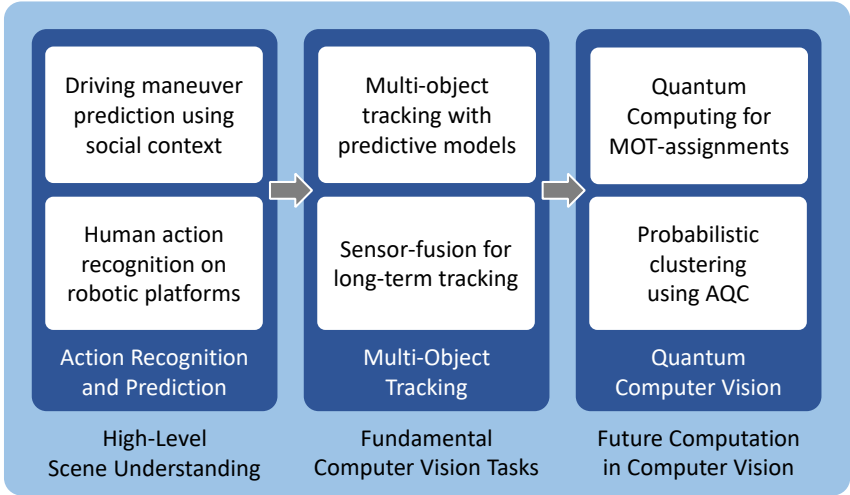 Driving maneuver
prediction using
social context
Human action
recognition on
robotic platforms
Action Recognition
and Prediction
High-Level
Scene Understanding
Multi-object
tracking with
predictive models
Sensor-fusion for
long-term tracking
Multi-Object
Tracking
Fundamental
Computer Vision Tasks
Quantum
Computing for
MOT-assignments
Probabilistic
clustering
using AQC
Quantum
Computer Vision
Future Computation
in Computer Vision